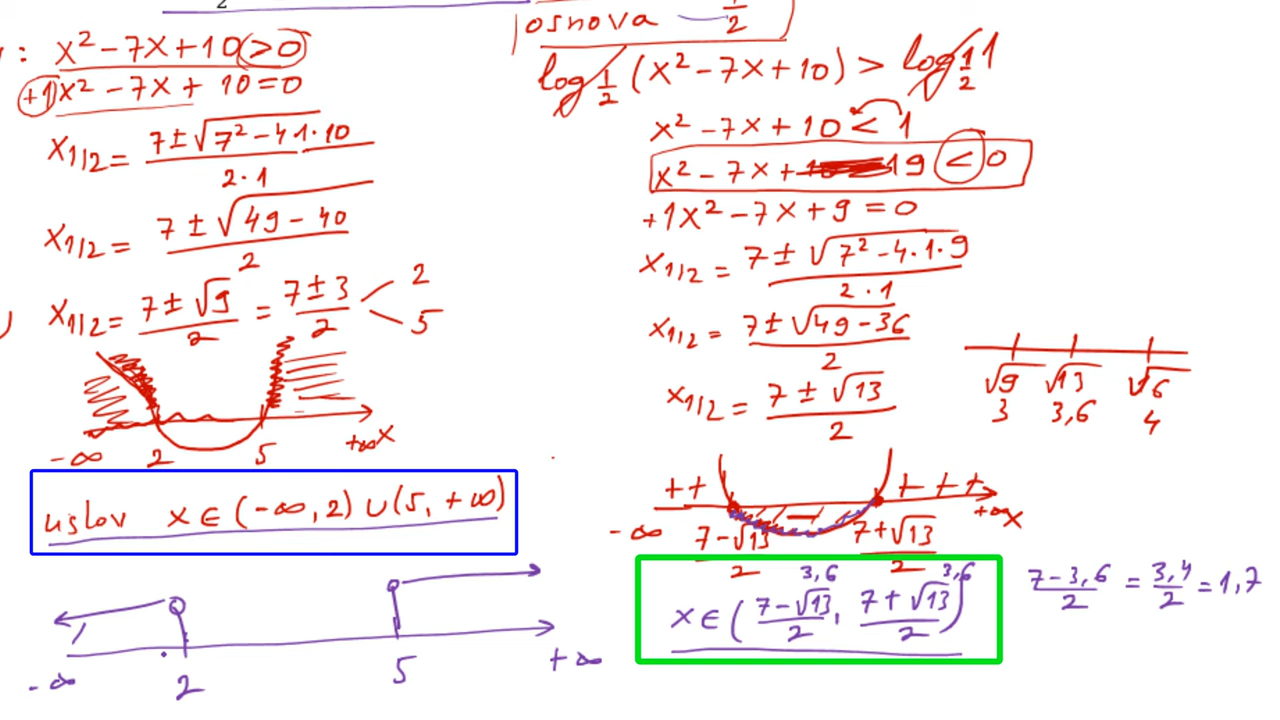 2
osnova 1/2
: x² - 7x + 10 > 0
+1x² - 7x + 10 = 0
x1/2 = 7 ± √7² - 4·1·10 / 2·1
x1/2 = 7 ± √49 - 40 / 2
x1/2 = 7 ± √9 / 2 = 7 ± 3 / 2 < 2 5
-∞ 2 5 +∞ x
uslov x ∈ (-∞, 2) ∪ (5, +∞)
-∞ 2 5 +∞
log 1/2 (x² - 7x + 10) > log 1/2 1
x² - 7x + 10 < 1
x² - 7x + 9 < 0
+1x² - 7x + 9 = 0
x1/2 = 7 ± √7² - 4·1·9 / 2·1
x1/2 = 7 ± √49 - 36 / 2
x1/2 = 7 ± √13 / 2
√9 √13 √16
3 3,6 4
++ + + +
-∞ 7 - √13 / 2 7 + √13 / 2 +∞ x
3,6 3,6
x ∈ ( 7 - √13 / 2 , 7 + √13 / 2 )
7 - 3,6 / 2 = 3,4 / 2 = 1,7